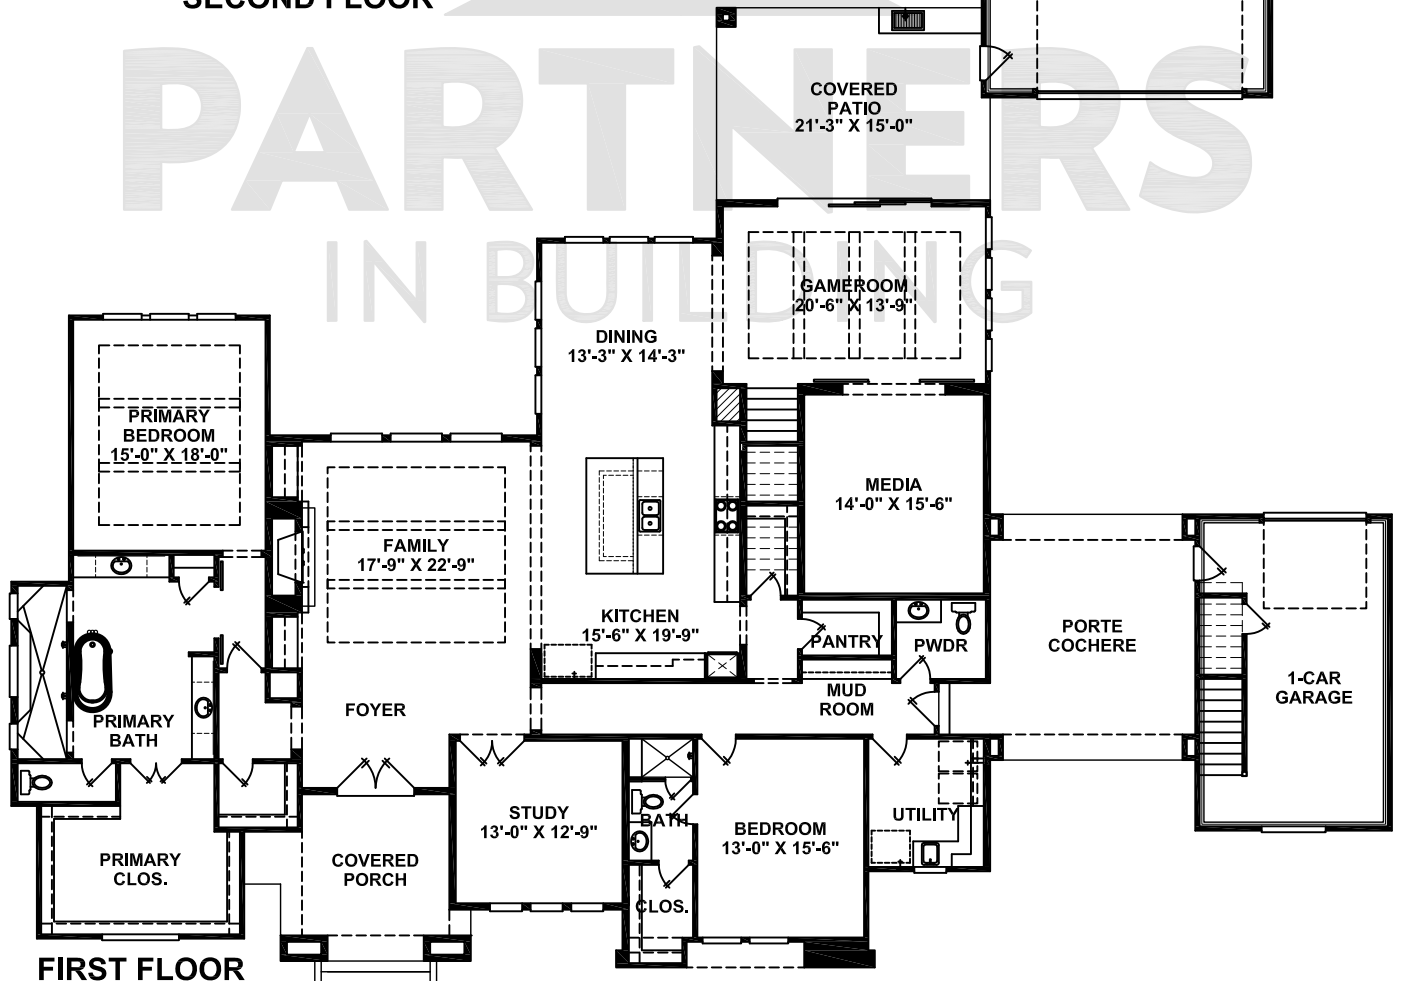 SECOND FLOOR
PARTNERS
IN BUILDING
COVERED
PATIO
21'-3" X 15'-0"
GAMEROOM
20'-6" X 13'-9"
DINING
13'-3" X 14'-3"
PRIMARY
BEDROOM
15'-0" X 18'-0"
MEDIA
14'-0" X 15'-6"
FAMILY
17'-9" X 22'-9"
KITCHEN
15'-6" X 19'-9"
PANTRY
PWDR
PORTE
COCHERE
1-CAR
GARAGE
MUD
ROOM
FOYER
PRIMARY
BATH
STUDY
13'-0" X 12'-9"
BATH
BEDROOM
13'-0" X 15'-6"
UTILITY
PRIMARY
CLOS.
COVERED
PORCH
CLOS.
FIRST FLOOR